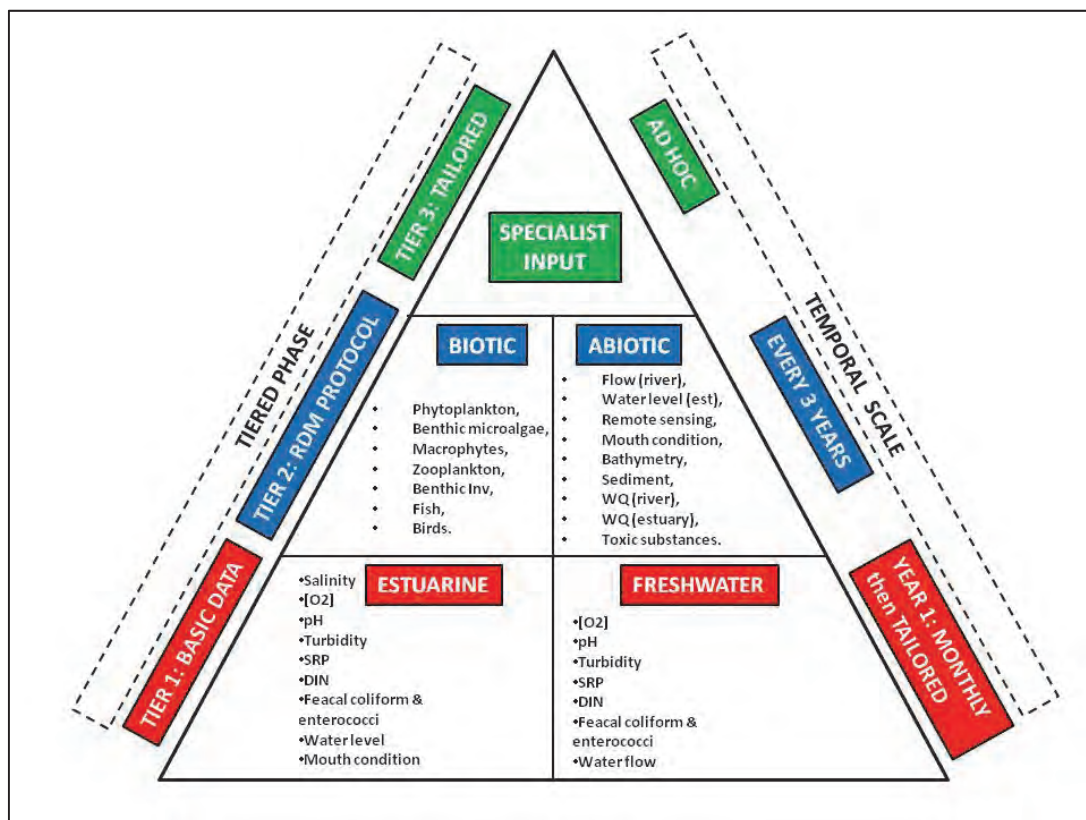 TIERED PHASE
TIER 3: TAILORED
TIER 2: RDM PROTOCOL
TIER 1: BASIC DATA
SPECIALIST
INPUT
BIOTIC
• Phytoplankton,
• Benthic microalgae,
• Macrophytes,
• Zooplankton,
• Benthic Inv,
• Fish,
• Birds.
ABIOTIC
• Flow (river),
• Water level (est),
• Remote sensing,
• Mouth condition,
• Bathymetry,
• Sediment,
• WQ (river),
• WQ (estuary),
• Toxic substances.
ESTUARINE
•Salinity
•[O2]
•pH
•Turbidity
•SRP
•DIN
•Feacal coliform &
enterococci
•Water level
•Mouth condition
FRESHWATER
•[O2]
•pH
•Turbidity
•SRP
•DIN
•Feacal coliform &
enterococci
•Water flow
TEMPORAL SCALE
AD HOC
EVERY 3 YEARS
YEAR 1: MONTHLY
then TAILORED